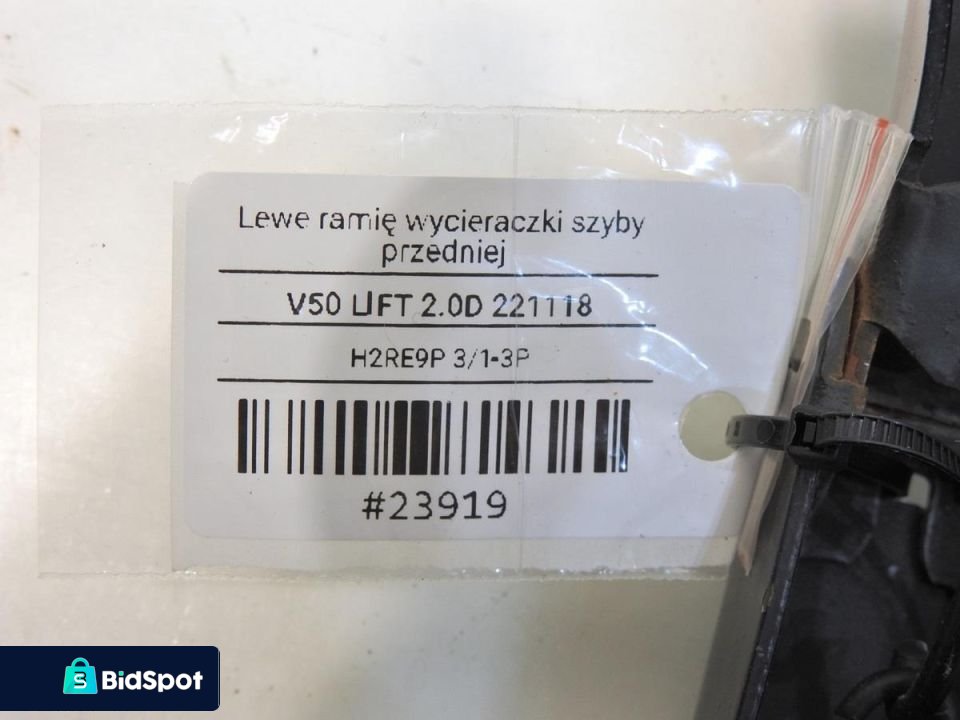 Lewe ramię wycieraczki szyby
przedniej
V50 LIFT 2.0D 221118
H2RE9P 3/1-3P
#23919
BidSpot